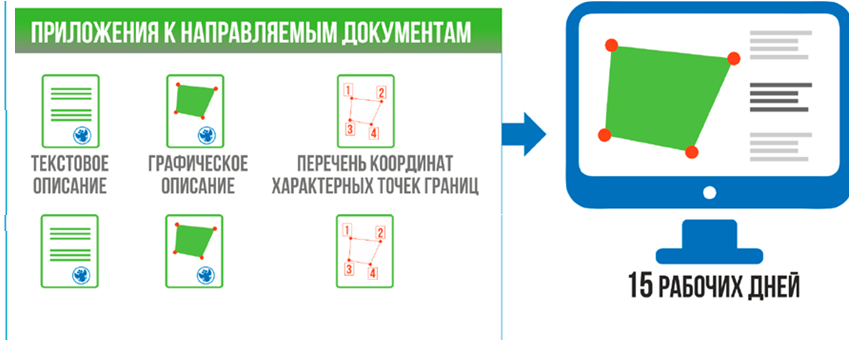 ПРИЛОЖЕНИЯ К НАПРАВЛЯЕМЫМ ДОКУМЕНТАМ
1 2
3 4
ТЕКСТОВОЕ
ОПИСАНИЕ
ГРАФИЧЕСКОЕ
ОПИСАНИЕ
ПЕРЕЧЕНЬ КООРДИНАТ
ХАРАКТЕРНЫХ ТОЧЕК ГРАНИЦ
1 2
3 4
15 РАБОЧИХ ДНЕЙ